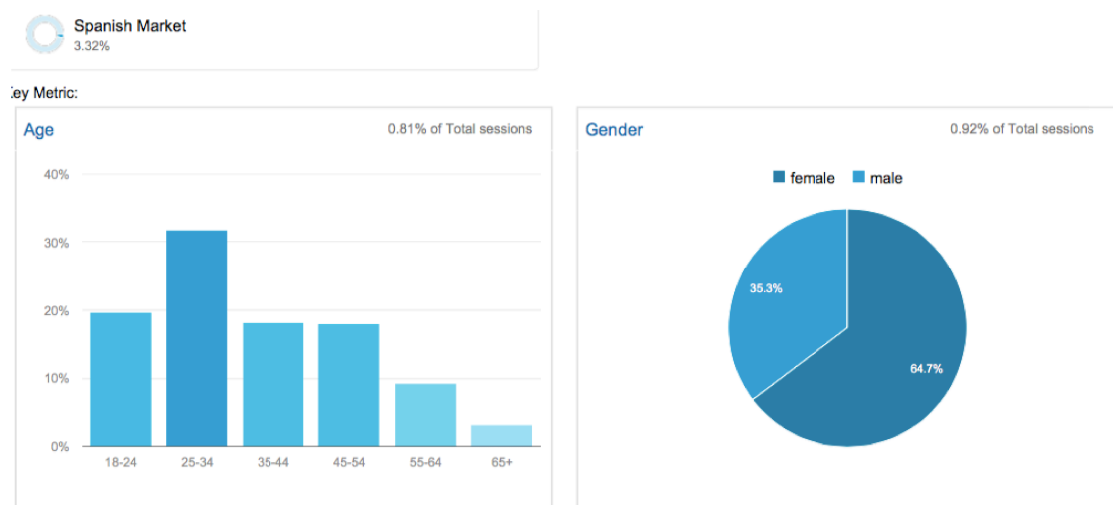 Spanish Market
3.32%
ey Metric:
Age
0.81% of Total sessions
40%
30%
20%
10%
0%
18-24
25-34
35-44
45-54
55-64
65+
Gender
0.92% of Total sessions
female
male
35.3%
64.7%